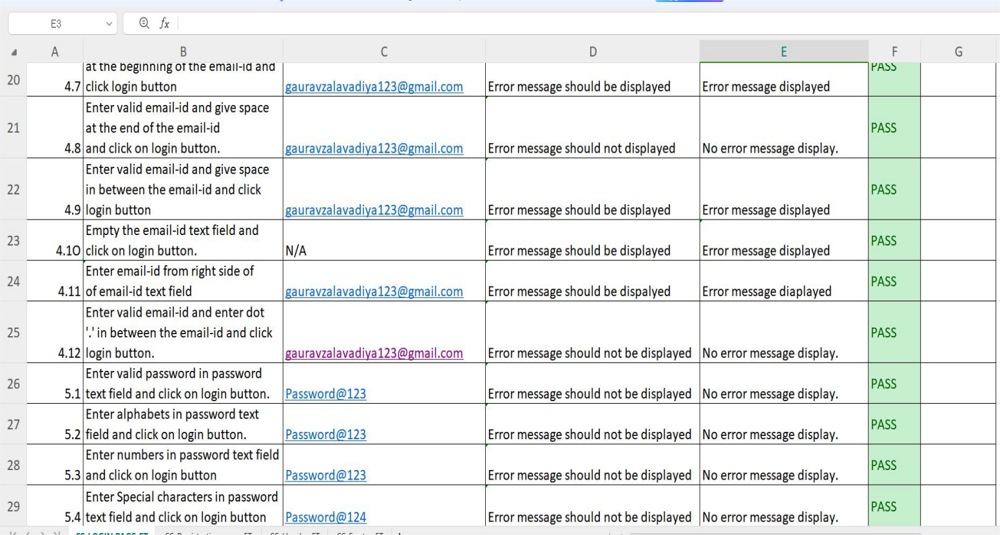 E3
fx
A B C D E F G
at the beginning of the email-id and
PASS
20 4.7 click login button gauravzalavadiya123@gmail.com Error message should be displayed Error message displayed
Enter valid email-id and give space
21 at the end of the email-id PASS
4.8 and click on login button. gauravzalavadiya123@gmail.com Error message should not displayed No error message display.
Enter valid email-id and give space
22 in between the email-id and click PASS
4.9 login button gauravzalavadiya123@gmail.com Error message should be displayed Error message displayed
Empty the email-id text field and
23 PASS
4.1O click on login button. N/A Error message should be displayed Error message displayed
Enter email-id from right side of
24 PASS
4.11 of email-id text field gauravzalavadiya123@gmail.com Error message should be dispalyed Error message diaplayed
Enter valid email-id and enter dot
25 '.' in between the email-id and click PASS
4.12 login button. gauravzalavadiya123@gmail.com Error message should not be displayed No error message display.
Enter valid password in password
26 PASS
5.1 text field and click on login button. Password@123 Error message should not be displayed No error message display.
Enter alphabets in password text
27 PASS
5.2 field and click on login button. Password@123 Error message should not be displayed No error message display.
Enter numbers in password text field
28 PASS
5.3 and click on login button Password@123 Error message should not be displayed No error message display.
Enter Special characters in password
29 PASS
5.4 text field and click on login button Password@124 Error message should not be displayed No error message display.